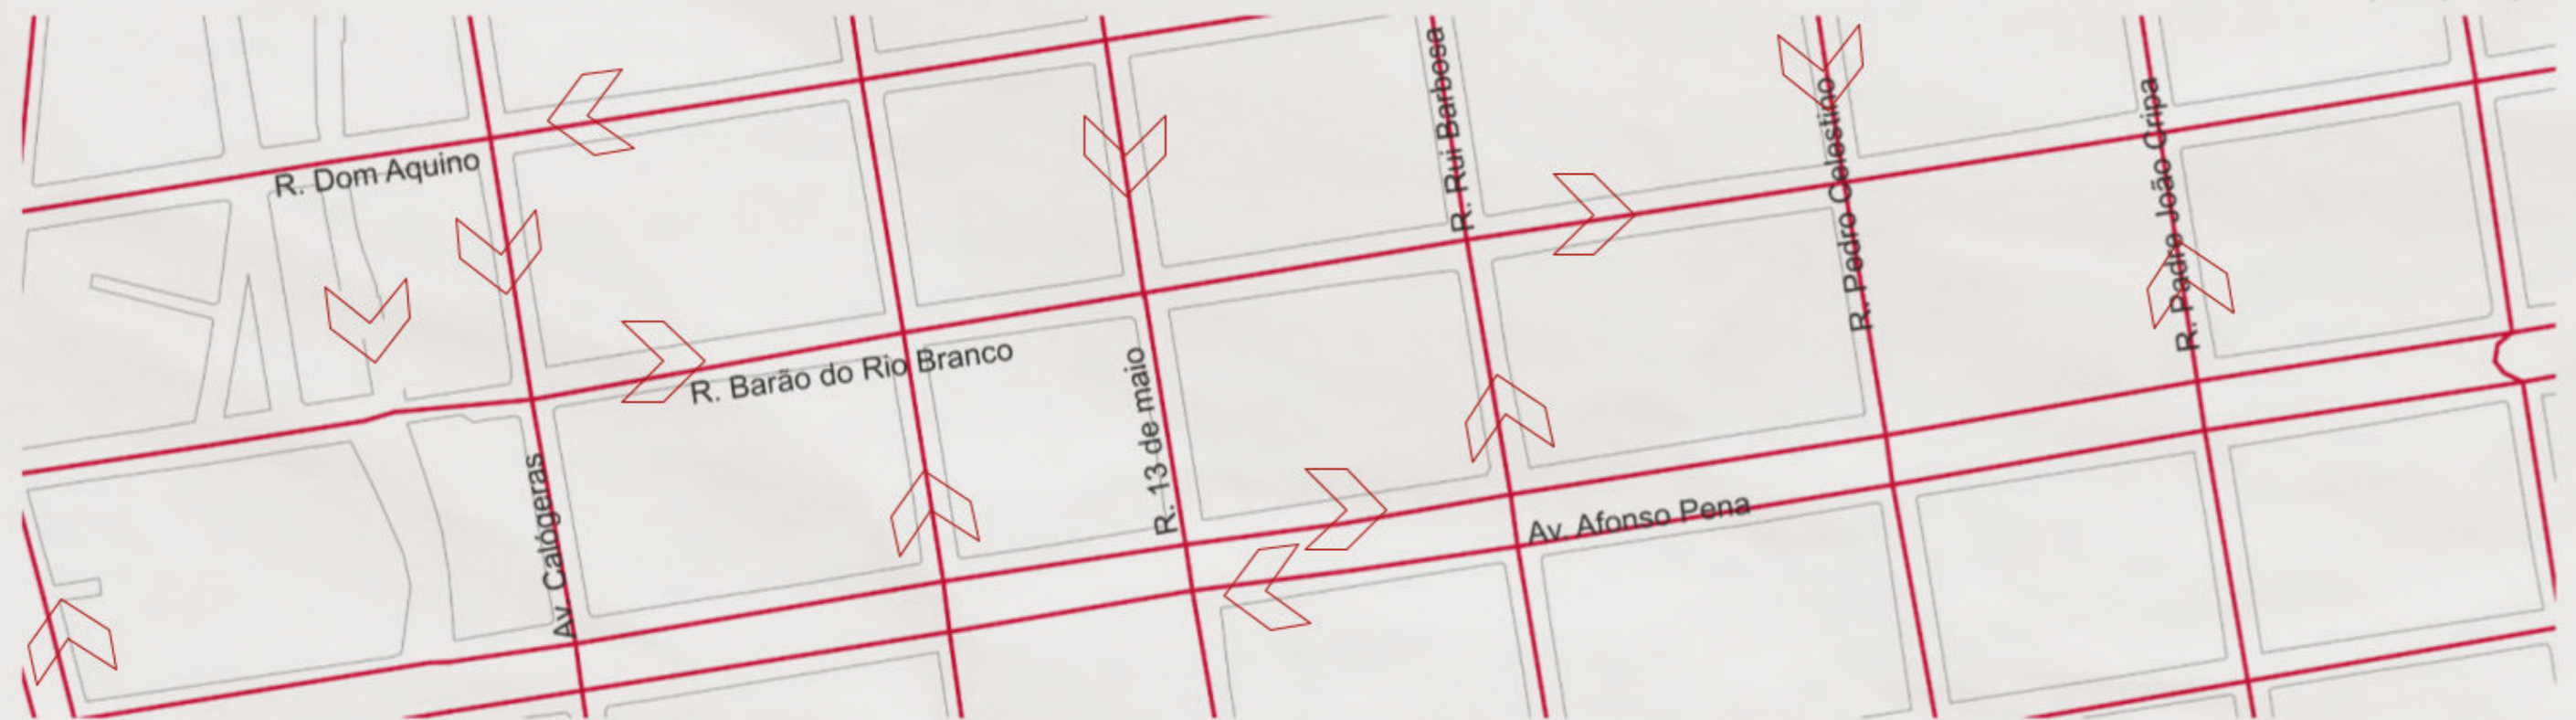 R. Dom Aquino
R. Barão do Rio Branco
Av. Calógeras
R. 13 de maio
R. Rui Barbosa
R. Pedro Celestino
R. Padre João Cripa
Av. Afonso Pena